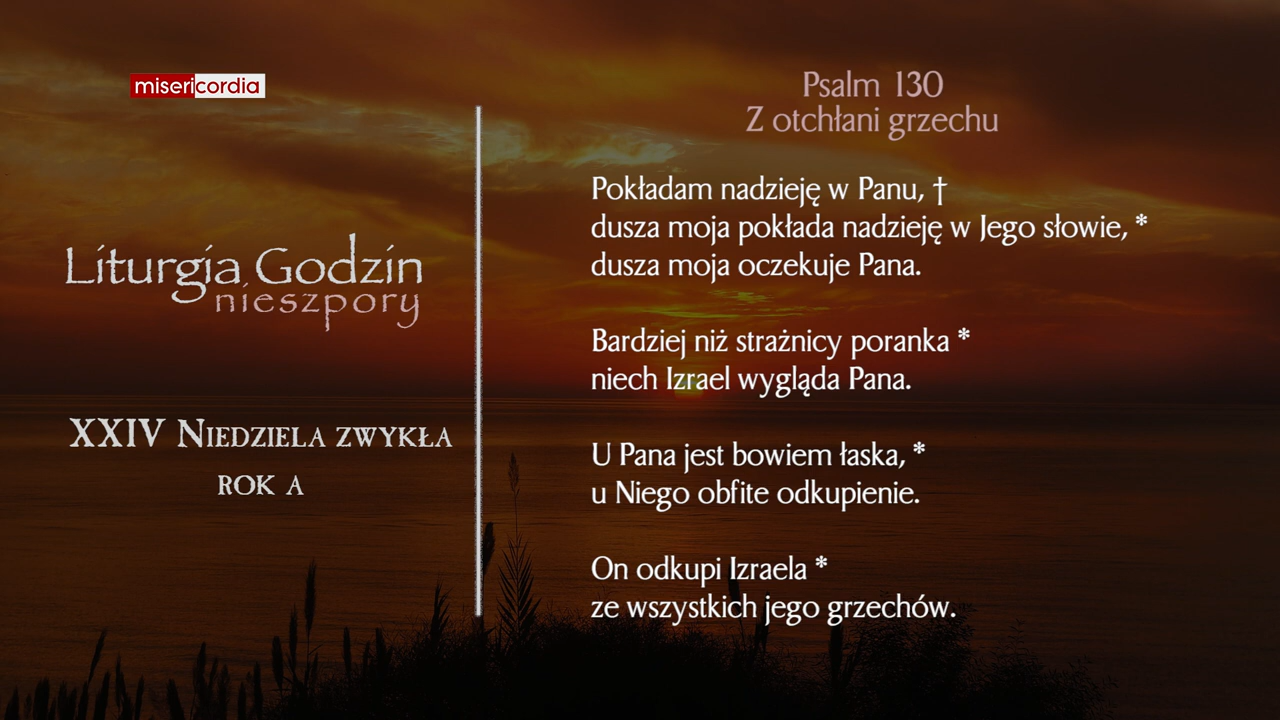 misericordia
Liturgia Godzin
nieszpory
XXIV Niedziela zwykła
rok A
Psalm 130
Z otchłani grzechu
Pokładam nadzieję w Panu, †
dusza moja pokłada nadzieję w Jego słowie, *
dusza moja oczekuje Pana.
Bardziej niż strażnicy poranka *
niech Izrael wygląda Pana.
U Pana jest bowiem łaska, *
u Niego obfite odkupienie.
On odkupi Izraela *
ze wszystkich jego grzechów.